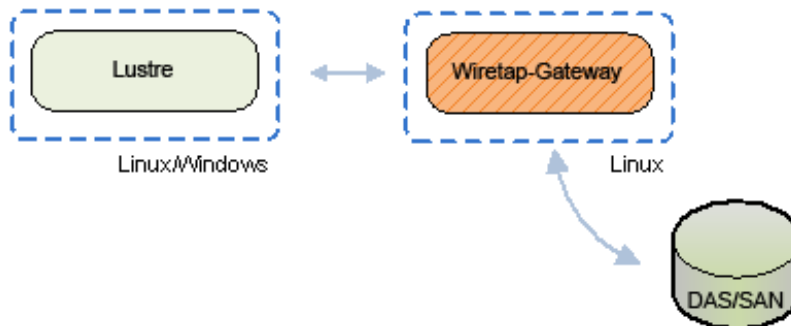 Lustre
Wiretap-Gateway
Linux/Windows
Linux
DAS/SAN